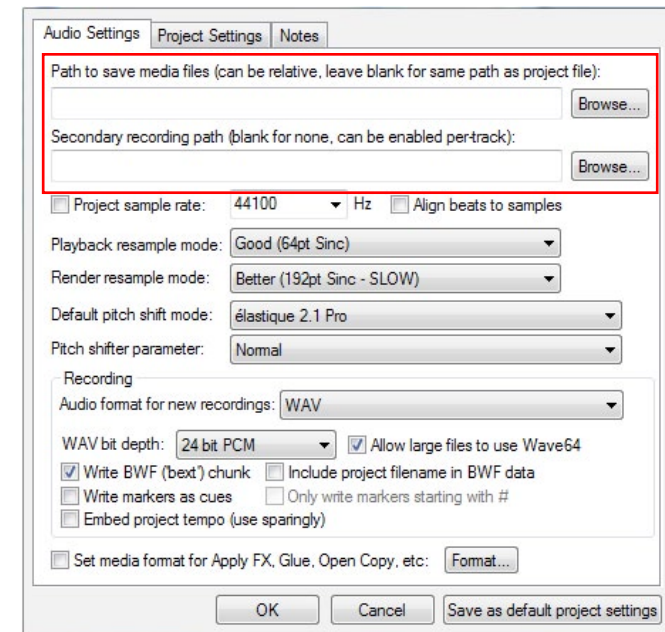 Audio Settings Project Settings Notes
Path to save media files (can be relative, leave blank for same path as project file):
Browse...
Secondary recording path (blank for none, can be enabled per-track):
Browse...
Project sample rate: 44100 Hz Align beats to samples
Playback resample mode: Good (64pt Sinc)
Render resample mode: Better (192pt Sinc - SLOW)
Default pitch shift mode: élastique 2.1 Pro
Pitch shifter parameter: Normal
Recording
Audio format for new recordings: WAV
WAV bit depth: 24 bit PCM Allow large files to use Wave64
Write BWF ('bext') chunk Include project filename in BWF data
Write markers as cues Only write markers starting with #
Embed project tempo (use sparingly)
Set media format for Apply FX, Glue, Open Copy, etc: Format...
OK Cancel Save as default project settings